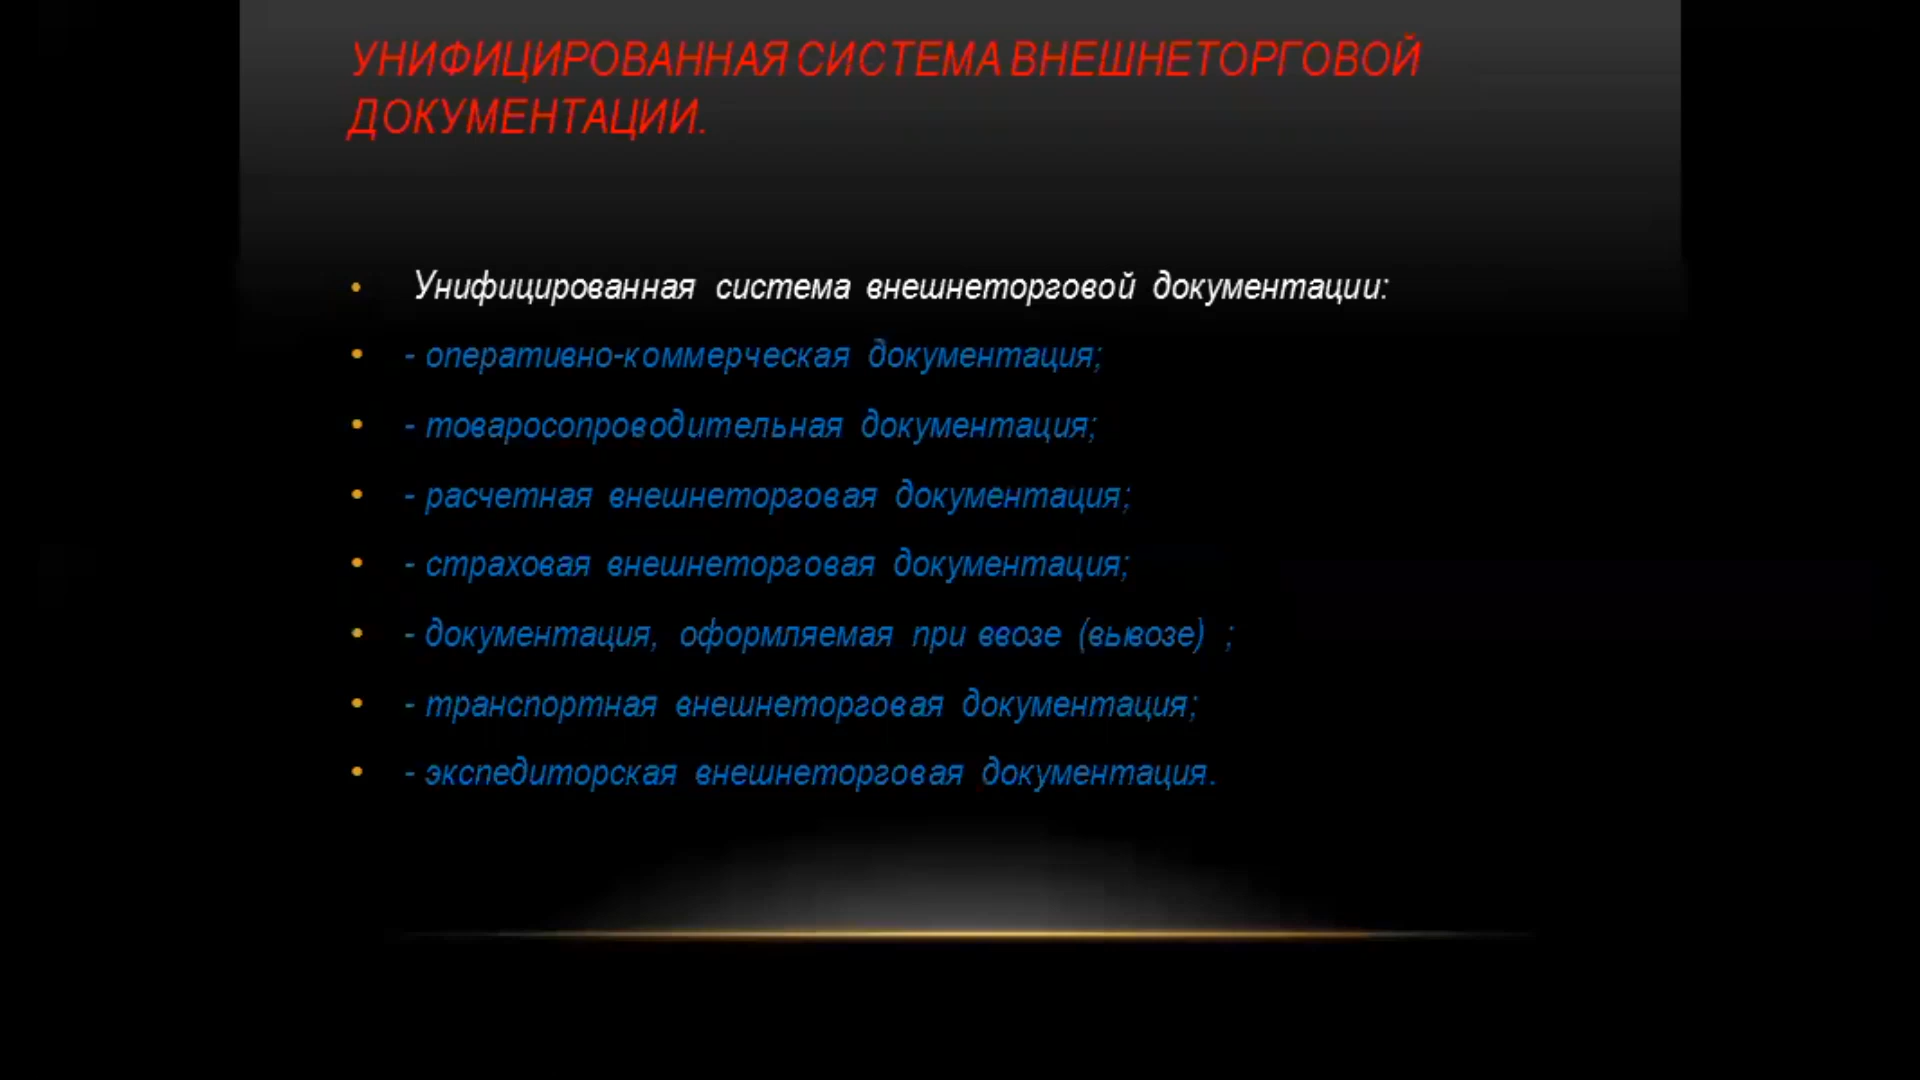 УНИФИЦИРОВАННАЯ СИСТЕМА ВНЕШНЕТОРГОВОЙ
ДОКУМЕНТАЦИИ.
• Унифицированная система внешнеторговой документации:
• - оперативно-коммерческая документация;
• - товаросопроводительная документация;
• - расчетная внешнеторговая документация;
• - страховая внешнеторговая документация;
• - документация, оформляемая при ввозе (вывозе) ;
• - транспортная внешнеторговая документация;
• - экспедиторская внешнеторговая документация.